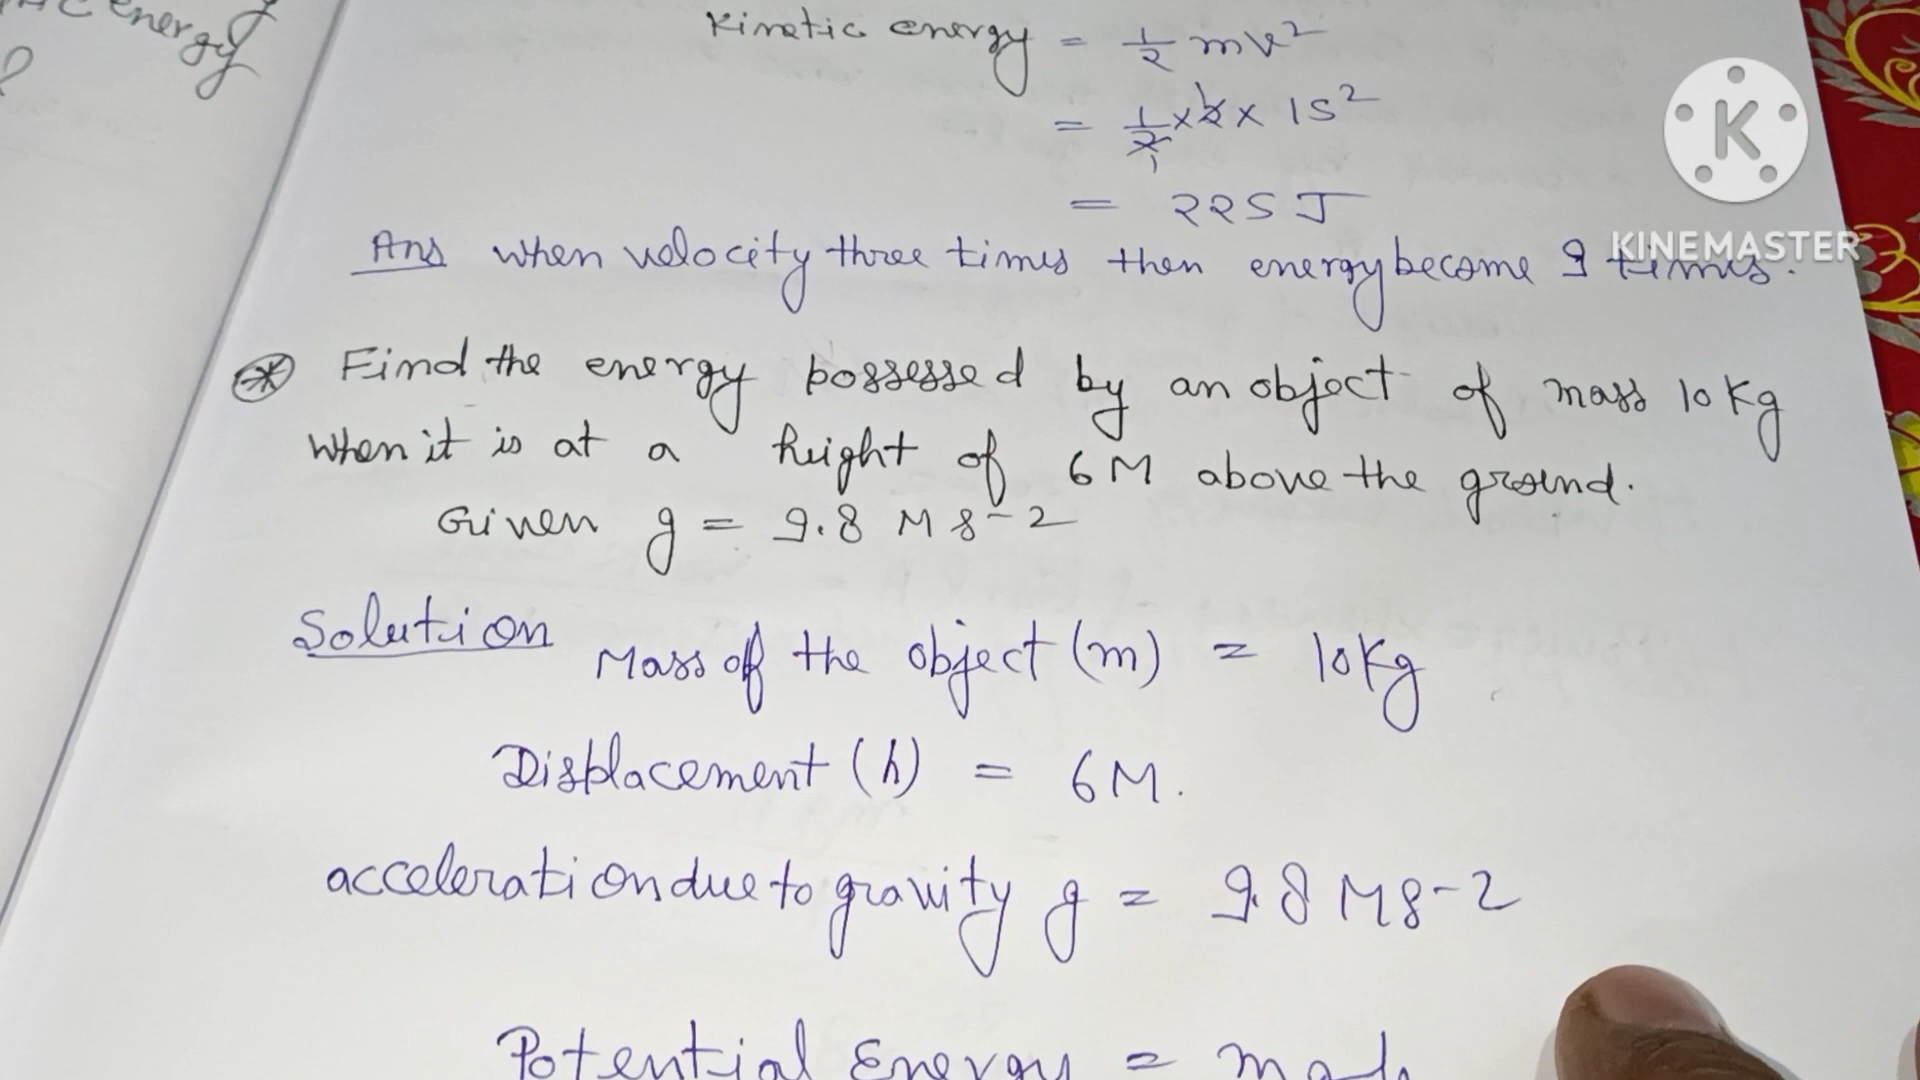 energy
?
Kinetic energy = 1/2 mv²
= 1/2 × 2 × 15²
= 225 J
Ans when velocity three times then energy become 9 times.
KINEMASTER
Find the energy possessed by an object of mass 10 Kg
when it is at a height of 6 M above the ground.
Given g = 9.8 M s-2
Solution Mass of the object (m) = 10 Kg
Displacement (h) = 6 M.
acceleration due to gravity g = 9.8 M s-2
Potential Energy = mgh